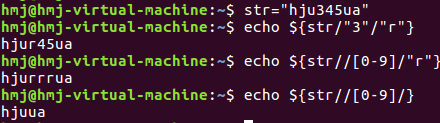 hmj@hmj-virtual-machine:~$ str="hju345ua"
hmj@hmj-virtual-machine:~$ echo ${str/"3"/"r"}
hjur45ua
hmj@hmj-virtual-machine:~$ echo ${str//[0-9]/"r"}
hjurrrua
hmj@hmj-virtual-machine:~$ echo ${str//[0-9]/}
hjuua